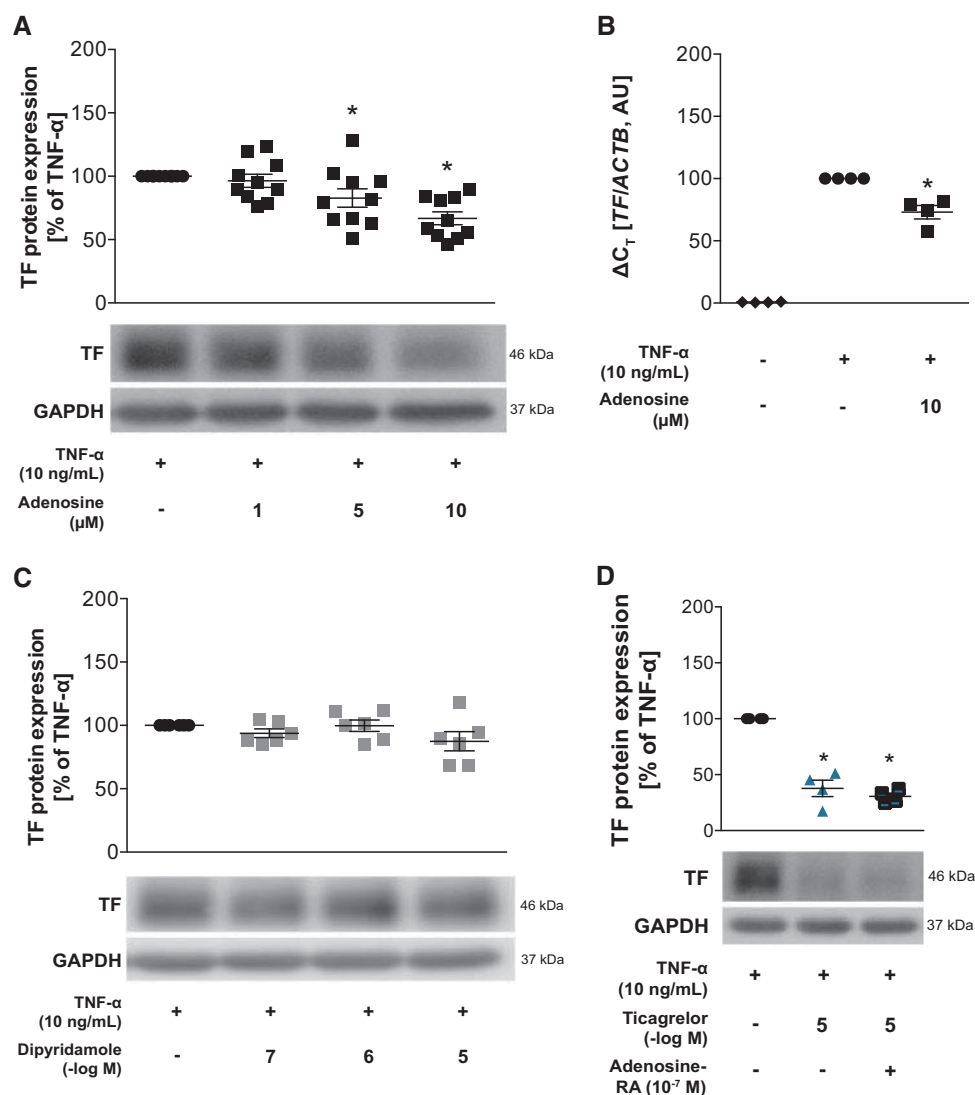 A
TF protein expression
[% of TNF-α]
200
150
100
50
0
*
*
TF
46 kDa
GAPDH
37 kDa
TNF-α
(10 ng/mL)
+ + + +
Adenosine
(µM)
- 1 5 10
B
ΔCT [TF/ACTB, AU]
200
100
0
*
TNF-α
(10 ng/mL)
- + +
Adenosine
(µM)
- - 10
C
TF protein expression
[% of TNF-α]
200
150
100
50
0
TF
46 kDa
GAPDH
37 kDa
TNF-α
(10 ng/mL)
+ + + +
Dipyridamole
(-log M)
- 7 6 5
D
TF protein expression
[% of TNF-α]
200
150
100
50
0
* *
TF
46 kDa
GAPDH
37 kDa
TNF-α
(10 ng/mL)
+ + +
Ticagrelor
(-log M)
- 5 5
Adenosine-
RA (10⁻⁷ M)
- - +